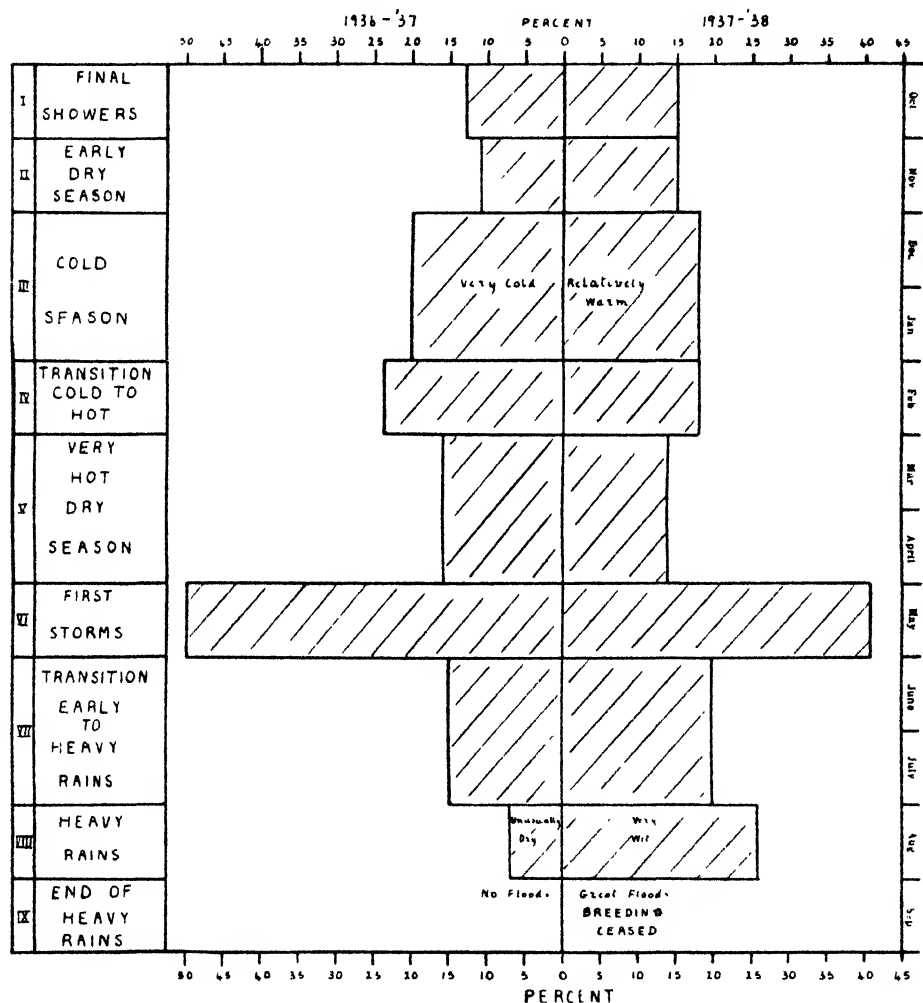 1936-'37 PERCENT 1937-'38
50 45 40 35 30 25 20 15 10 5 0 5 10 15 20 25 30 35 40 45
I FINAL SHOWERS Oct
II EARLY DRY SEASON Nov
III COLD SEASON Very Cold Relatively Warm Dec. Jan
IV TRANSITION COLD TO HOT Feb
V VERY HOT DRY SEASON Mar April
VI FIRST STORMS May
VII TRANSITION EARLY TO HEAVY RAINS June July
VIII HEAVY RAINS Unusually Dry Very Wet Aug
IX END OF HEAVY RAINS No Floods Great Floods BREEDING CEASED Sep
50 45 40 35 30 25 20 15 10 5 0 5 10 15 20 25 30 35 40 45
PERCENT